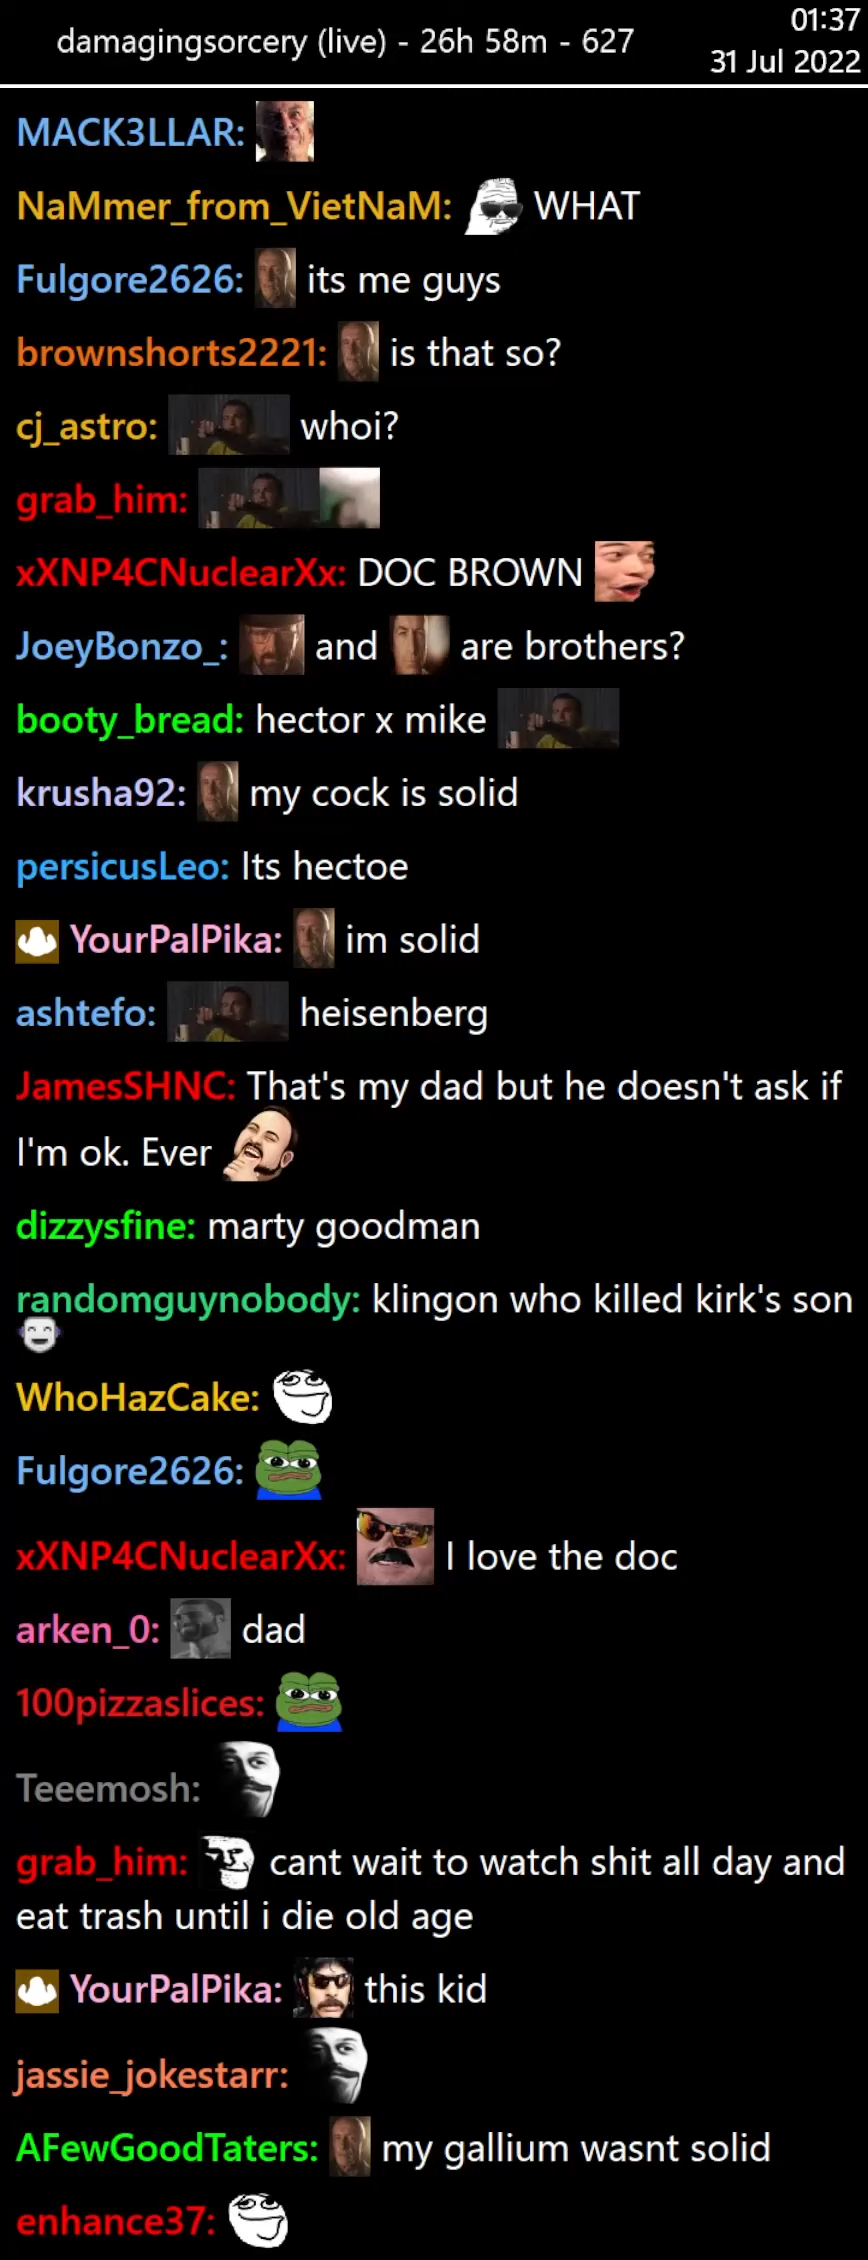 damagingsorcery (live) - 26h 58m - 627
01:37
31 Jul 2022
MACK3LLAR:
NaMmer_from_VietNaM: WHAT
Fulgore2626: its me guys
brownshorts2221: is that so?
cj_astro: whoi?
grab_him:
xXNP4CNuclearXx: DOC BROWN
JoeyBonzo_: and are brothers?
booty_bread: hector x mike
krusha92: my cock is solid
persicusLeo: Its hectoe
YourPalPika: im solid
ashtefo: heisenberg
JamesSHNC: That's my dad but he doesn't ask if
I'm ok. Ever
dizzysfine: marty goodman
randomguynobody: klingon who killed kirk's son
WhoHazCake:
Fulgore2626:
xXNP4CNuclearXx: I love the doc
arken_0: dad
100pizzaslices:
Teeemosh:
grab_him: cant wait to watch shit all day and
eat trash until i die old age
YourPalPika: this kid
jassie_jokestarr:
AFewGoodTaters: my gallium wasnt solid
enhance37: